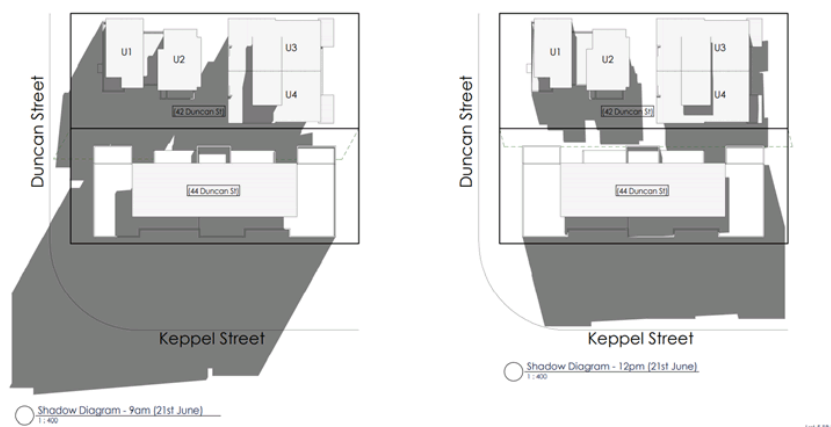 U1
U2
U3
U4
(42 Duncan St)
Duncan Street
(44 Duncan St)
Keppel Street
Shadow Diagram - 9am (21st June)
1 : 400
U1
U2
U3
U4
(42 Duncan St)
Duncan Street
(44 Duncan St)
Keppel Street
Shadow Diagram - 12pm (21st June)
1 : 400